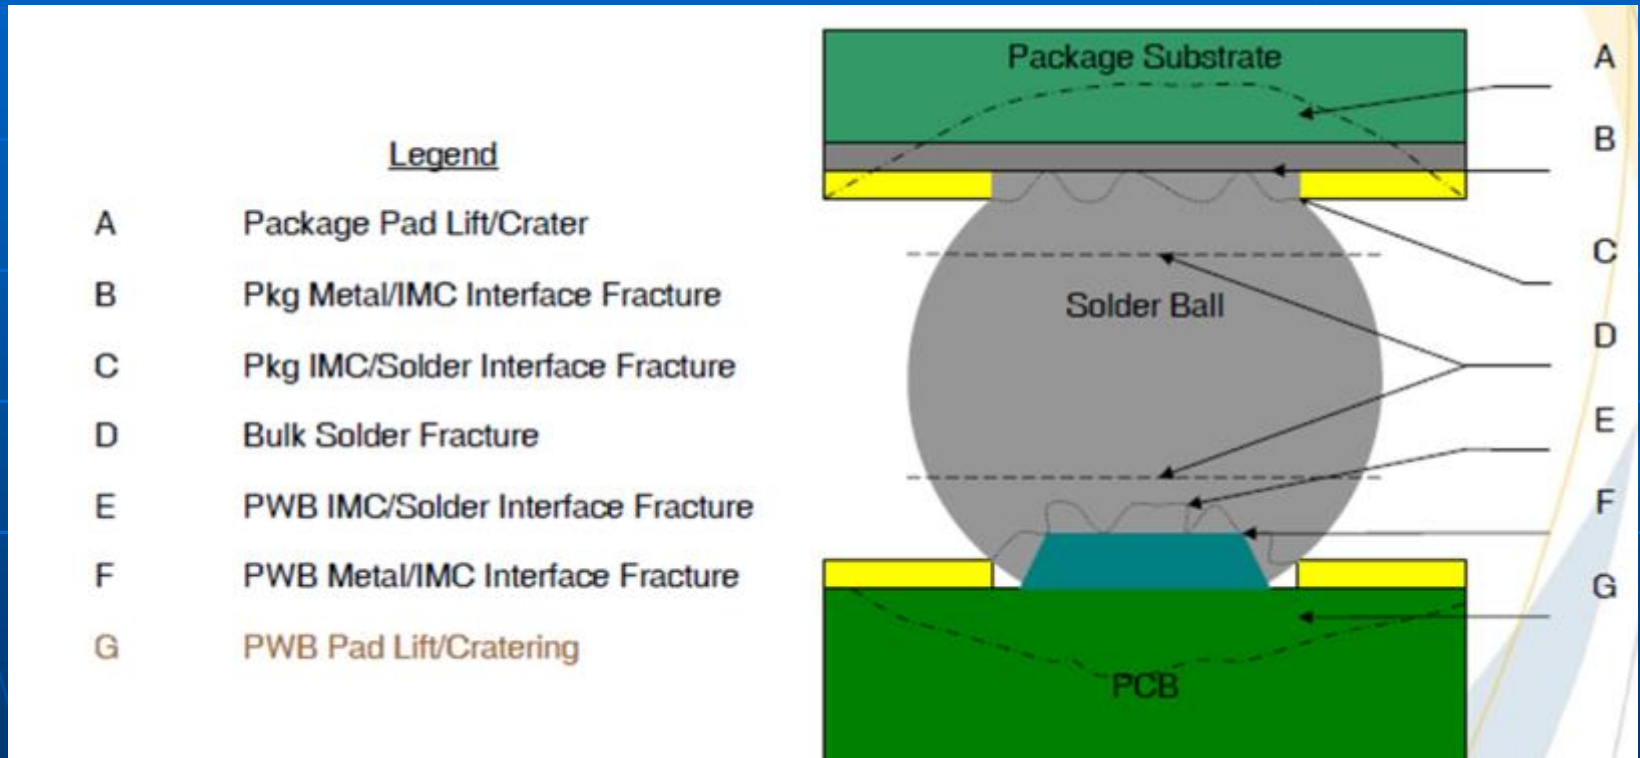 Legend
A Package Pad Lift/Crater
B Pkg Metal/IMC Interface Fracture
C Pkg IMC/Solder Interface Fracture
D Bulk Solder Fracture
E PWB IMC/Solder Interface Fracture
F PWB Metal/IMC Interface Fracture
G PWB Pad Lift/Cratering
Package Substrate
Solder Ball
PCB
A
B
C
D
E
F
G